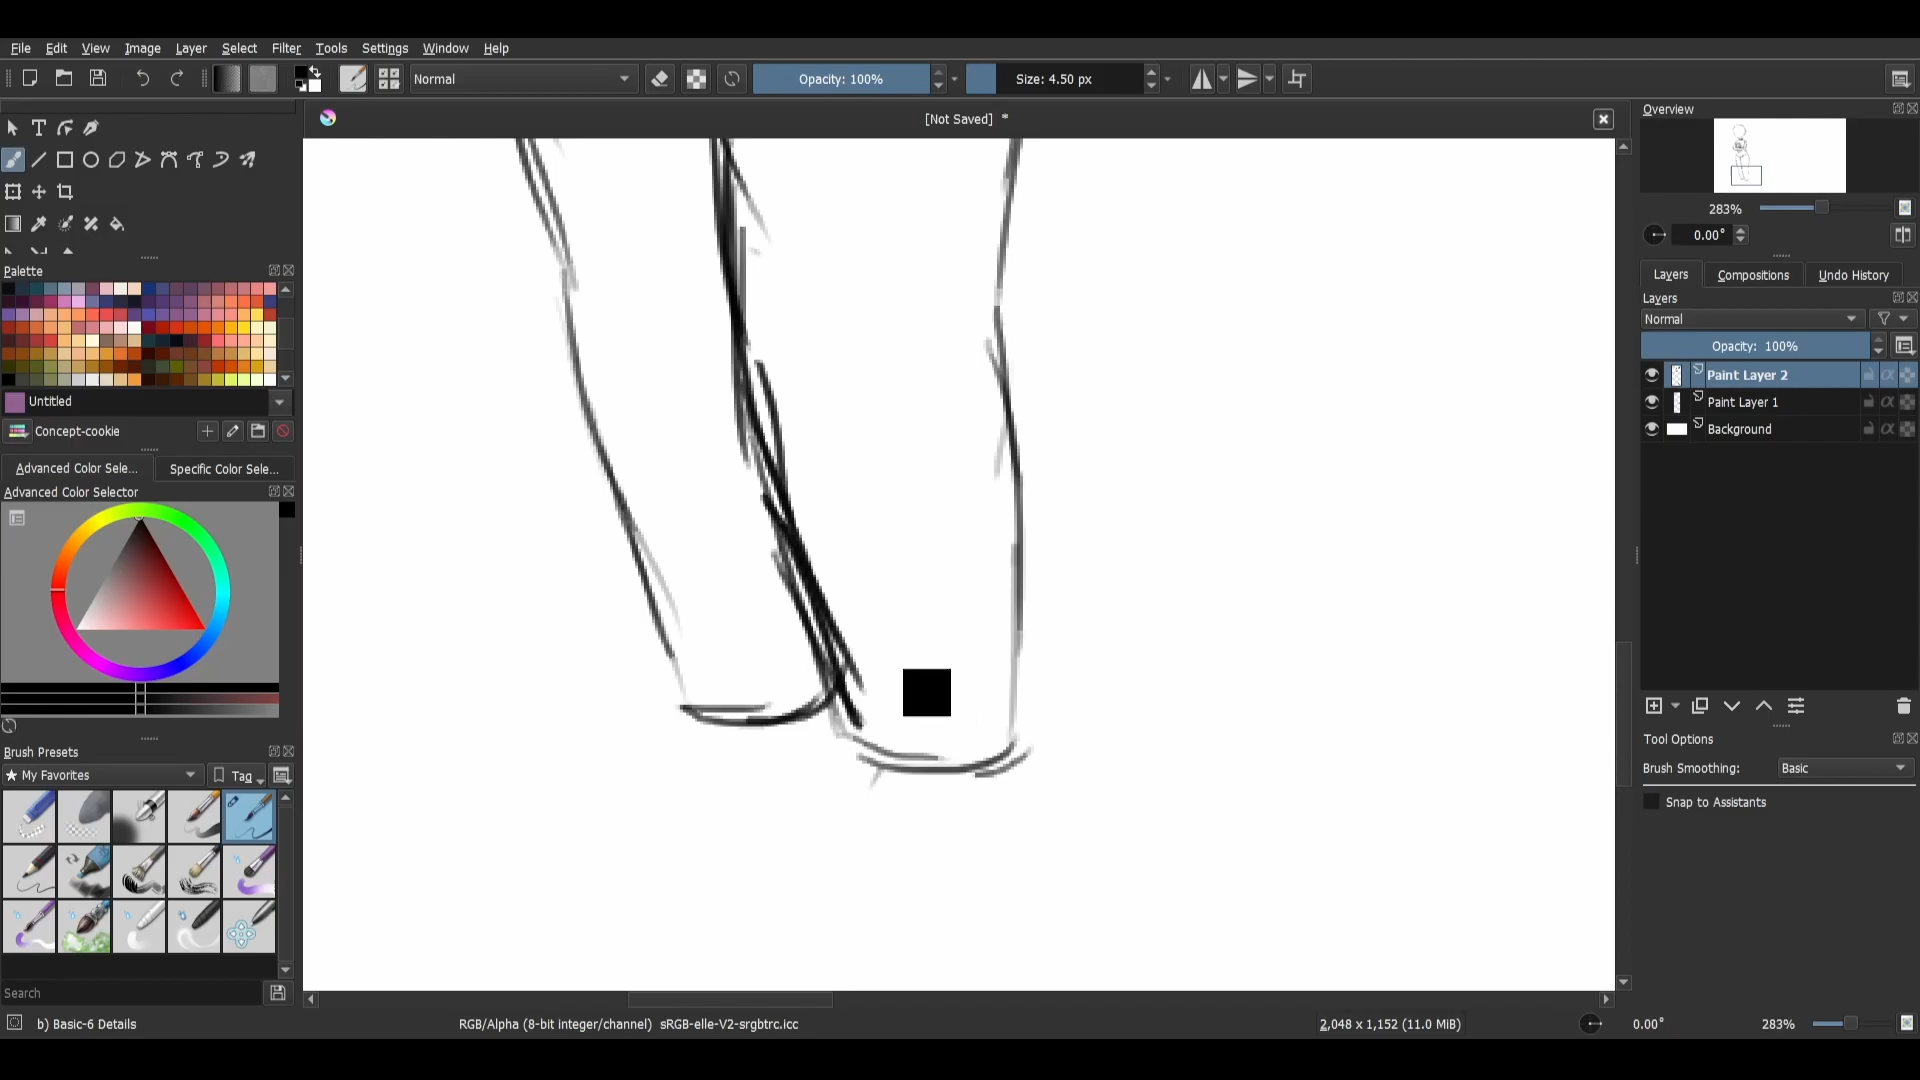 File Edit View Image Layer Select Filter Tools Settings Window Help
Normal Opacity: 100% Size: 4.50 px
[Not Saved] *
Overview
283%
0.00°
Palette
Layers Compositions Undo History
Layers
Normal
Opacity: 100%
Paint Layer 2
Paint Layer 1
Background
Untitled
Concept-cookie
Advanced Color Sele... Specific Color Sele...
Advanced Color Selector
Brush Presets
My Favorites Tag
Tool Options
Brush Smoothing: Basic
Snap to Assistants
Search
b) Basic-6 Details RGB/Alpha (8-bit integer/channel) sRGB-elle-V2-srgbtrc.icc 2,048 x 1,152 (11.0 MiB) 0.00° 283%